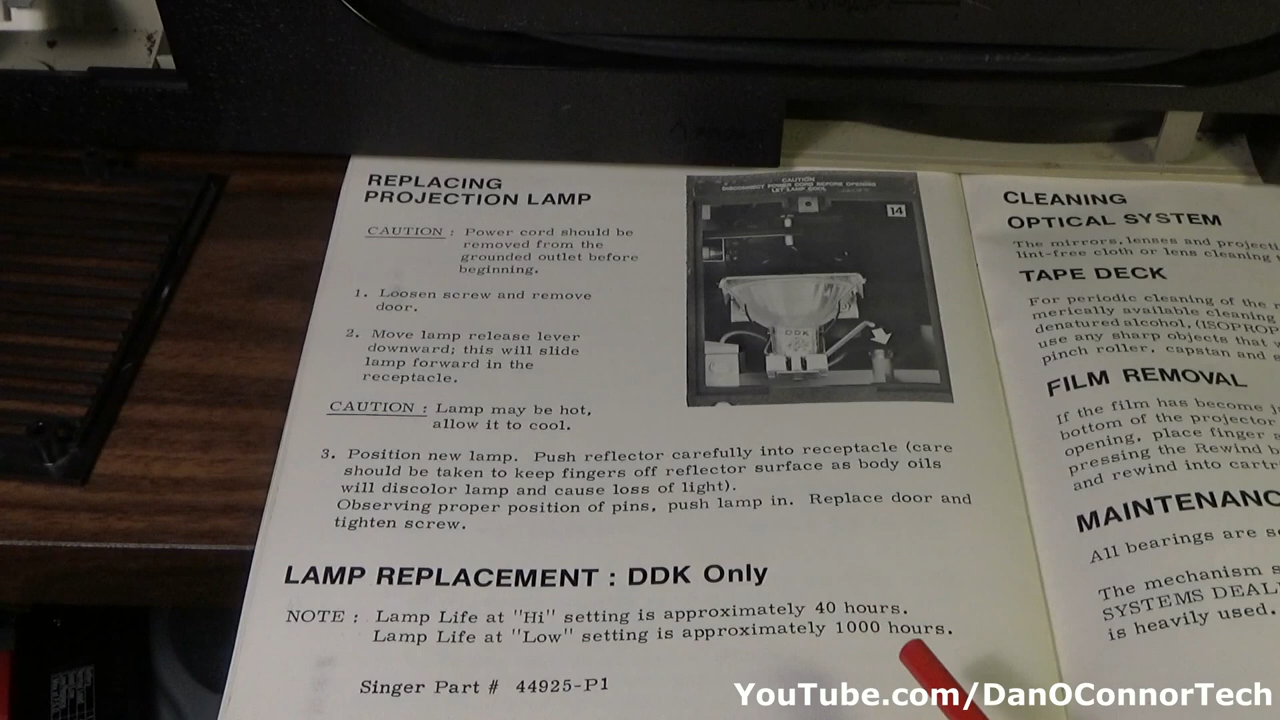 REPLACING
PROJECTION LAMP
CAUTION : Power cord should be
removed from the
grounded outlet before
beginning.
1. Loosen screw and remove
door.
2. Move lamp release lever
downward; this will slide
lamp forward in the
receptacle.
CAUTION : Lamp may be hot,
allow it to cool.
CAUTION
DISCONNECT POWER CORD BEFORE OPENING
LET LAMP COOL
14
DDK
3. Position new lamp. Push reflector carefully into receptacle (care
should be taken to keep fingers off reflector surface as body oils
will discolor lamp and cause loss of light).
Observing proper position of pins, push lamp in. Replace door and
tighten screw.
LAMP REPLACEMENT : DDK Only
NOTE : Lamp Life at "Hi" setting is approximately 40 hours.
Lamp Life at "Low" setting is approximately 1000 hours.
Singer Part # 44925-P1
CLEANING
OPTICAL SYSTEM
The mirrors, lenses and
lint-free cloth or lens cleaning
TAPE DECK
For periodic cleaning of the
mercically available cleaning
denatured alcohol, (ISOPROP
use any sharp objects that
pinch roller, capstan and
FILM REMOVAL
If the film has become
bottom of the projector
opening, place finger
pressing the Rewind
and rewind into
MAINTENANC
All bearings are
The mechanism
SYSTEMS DEAL
is heavily used.
YouTube.com/DanOConnorTech